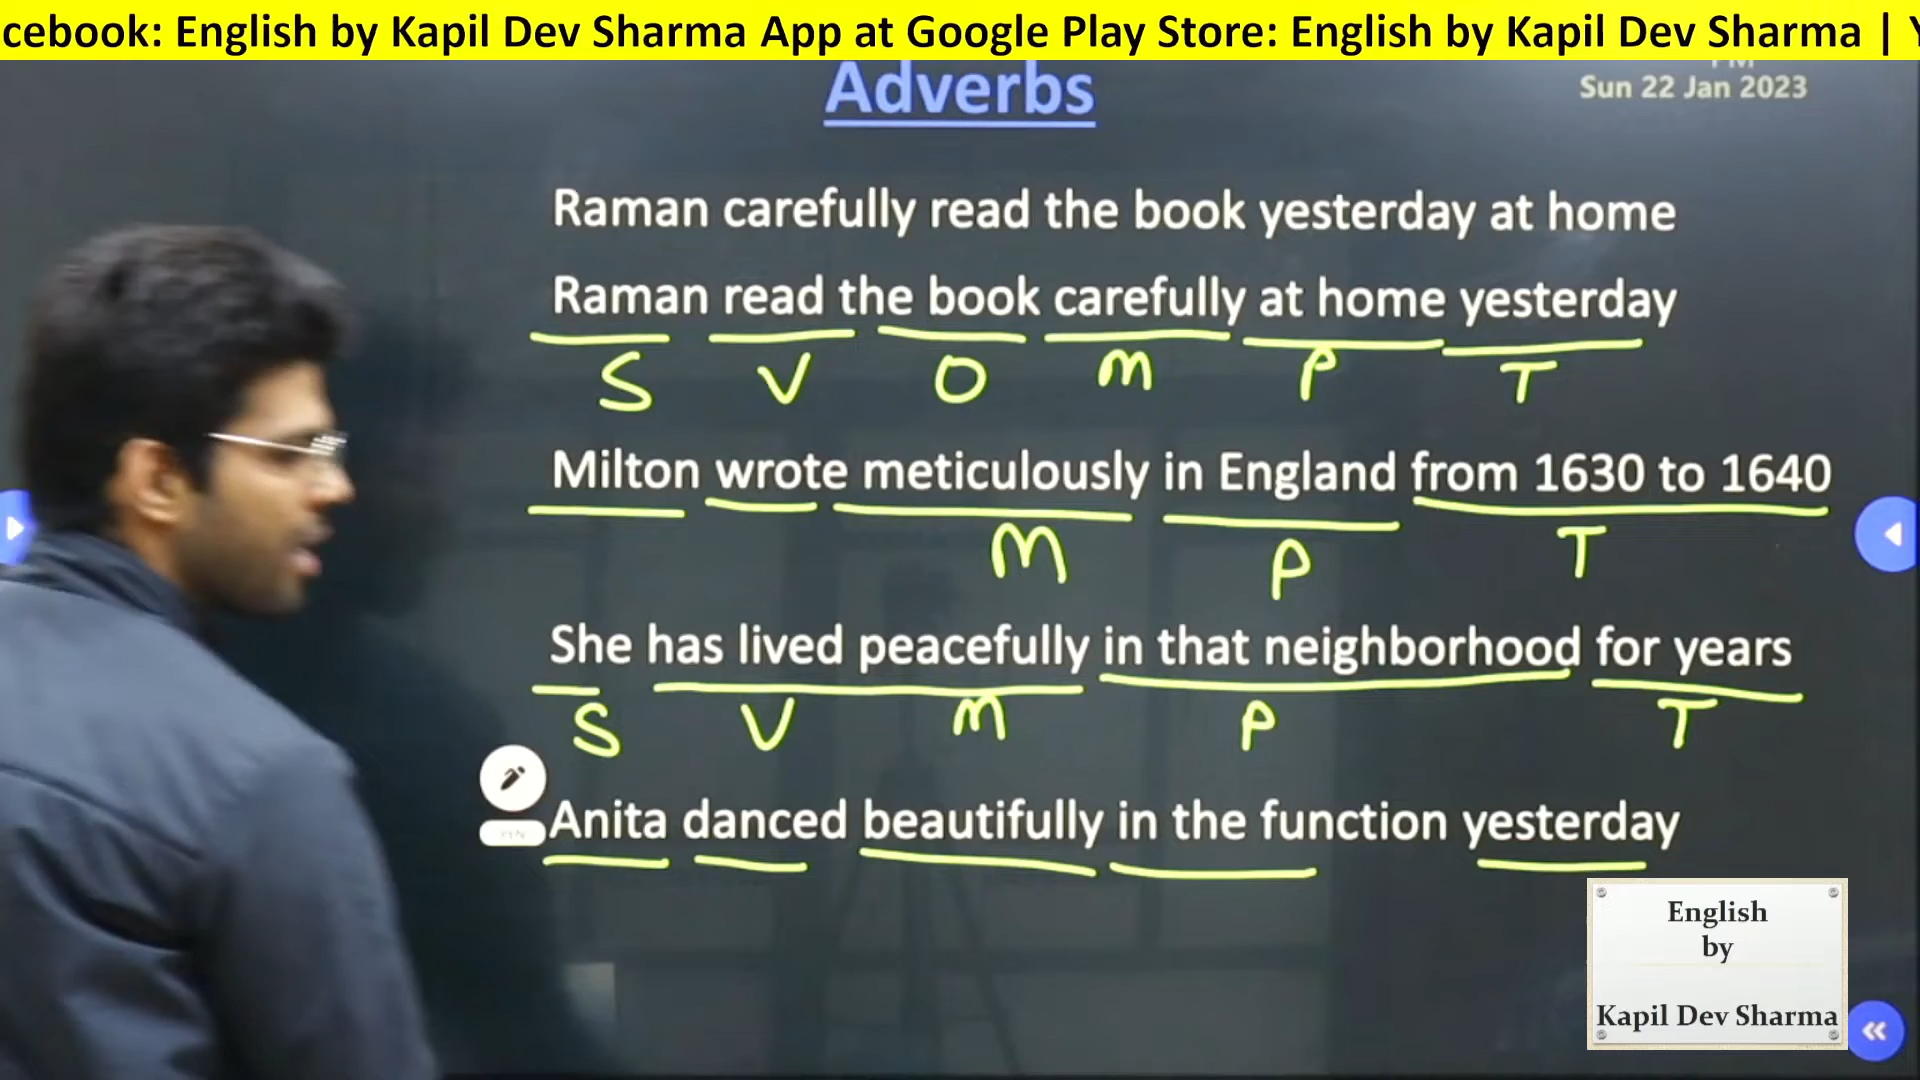 cebook: English by Kapil Dev Sharma App at Google Play Store: English by Kapil Dev Sharma | Y
Adverbs
PM
Sun 22 Jan 2023
Raman carefully read the book yesterday at home
Raman read the book carefully at home yesterday
S V O M P T
Milton wrote meticulously in England from 1630 to 1640
M P T
She has lived peacefully in that neighborhood for years
S V M P T
Anita danced beautifully in the function yesterday
English
by
Kapil Dev Sharma